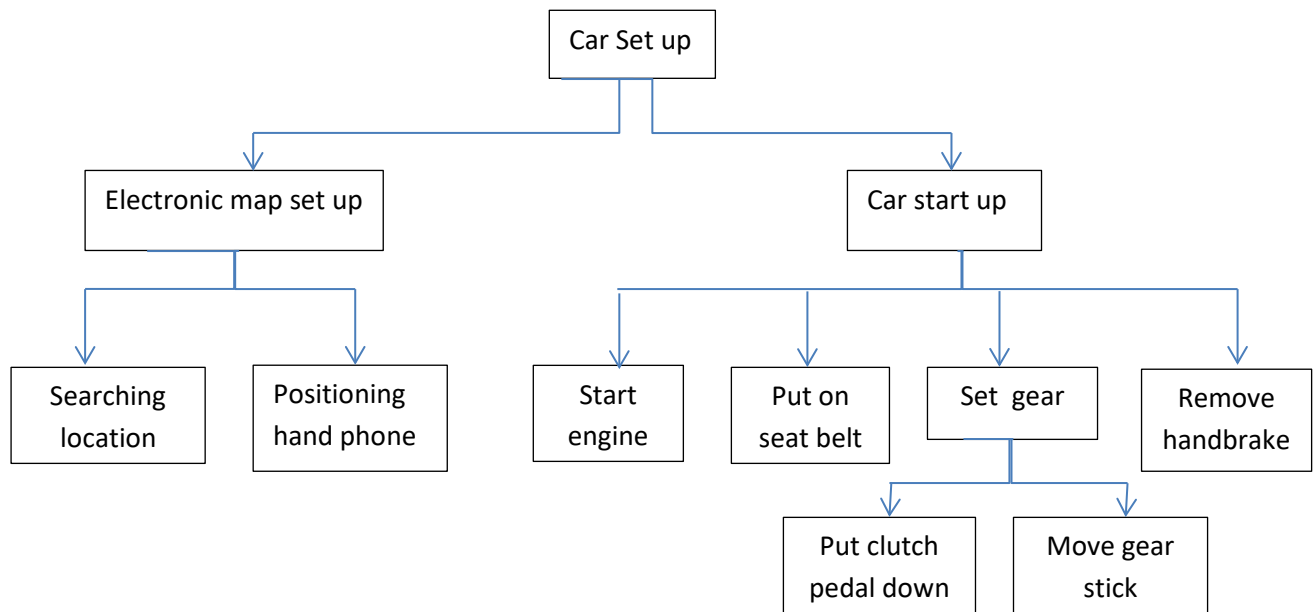 Car Set up
Electronic map set up
Car start up
Searching
location
Positioning
hand phone
Start
engine
Put on
seat belt
Set  gear
Remove
handbrake
Put clutch
pedal down
Move gear
stick